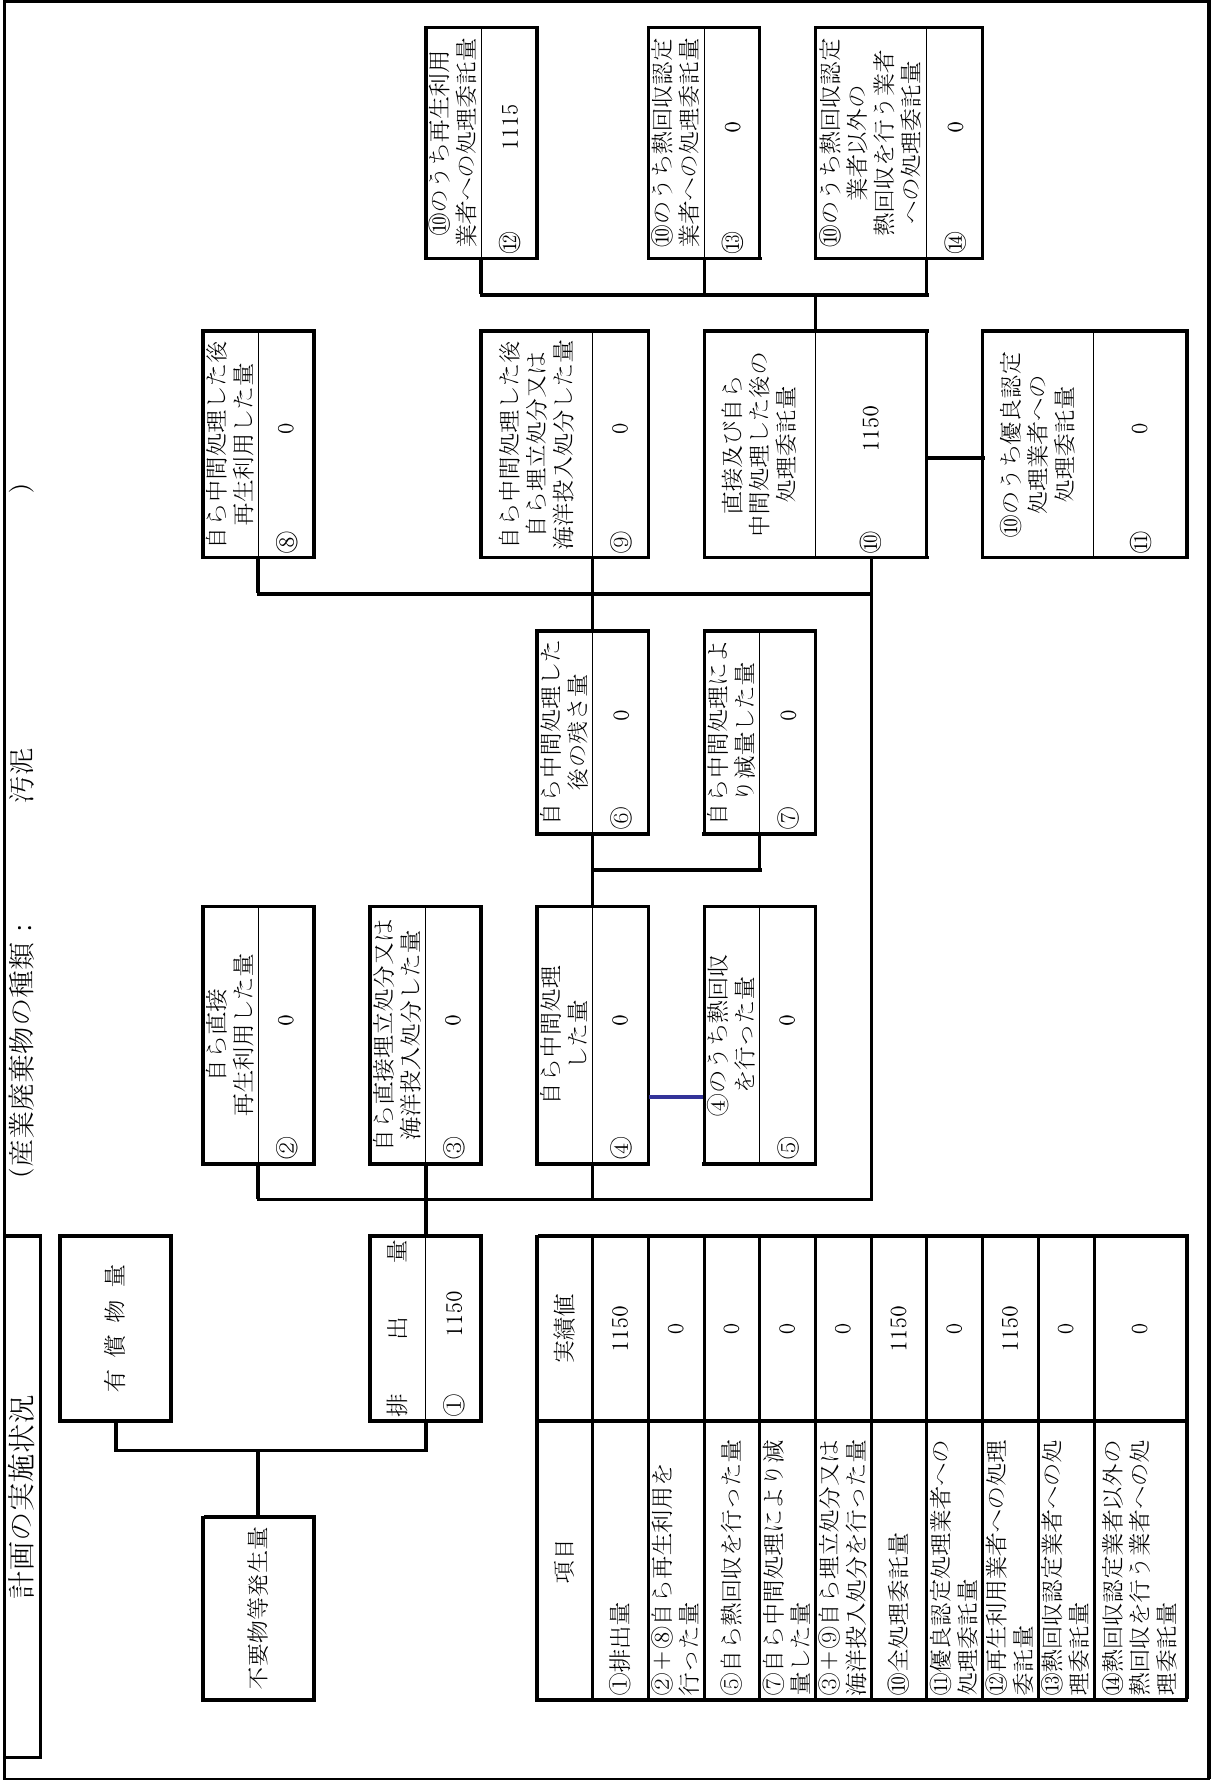 計画の実施状況
(産業廃棄物の種類： 汚泥 )
不要物等発生量
有償物量
排出量
① 1150
自ら直接
再生利用した量
② 0
自ら直接埋立処分又は
海洋投入処分した量
③ 0
自ら中間処理
した量
④ 0
④のうち熱回収
を行った量
⑤ 0
自ら中間処理した
後の残さ量
⑥ 0
自ら中間処理によ
り減量した量
⑦ 0
自ら中間処理した後
再生利用した量
⑧ 0
自ら中間処理した後
自ら埋立処分又は
海洋投入処分した量
⑨ 0
直接及び自ら
中間処理した後の
処理委託量
⑩ 1150
⑩のうち優良認定
処理業者への
処理委託量
⑪ 0
⑩のうち再生利用
業者への処理委託量
⑫ 1115
⑩のうち熱回収認定
業者への処理委託量
⑬ 0
⑩のうち熱回収認定
業者以外の
熱回収を行う業者
への処理委託量
⑭ 0
項目 実績値
①排出量 1150
②＋⑧自ら再生利用を
行った量 0
⑤自ら熱回収を行った量 0
⑦自ら中間処理により減
量した量 0
③＋⑨自ら埋立処分又は
海洋投入処分を行った量 0
⑩全処理委託量 1150
⑪優良認定処理業者への
処理委託量 0
⑫再生利用業者への処理
委託量 1150
⑬熱回収認定業者への処
理委託量 0
⑭熱回収認定業者以外の
熱回収を行う業者への処
理委託量 0